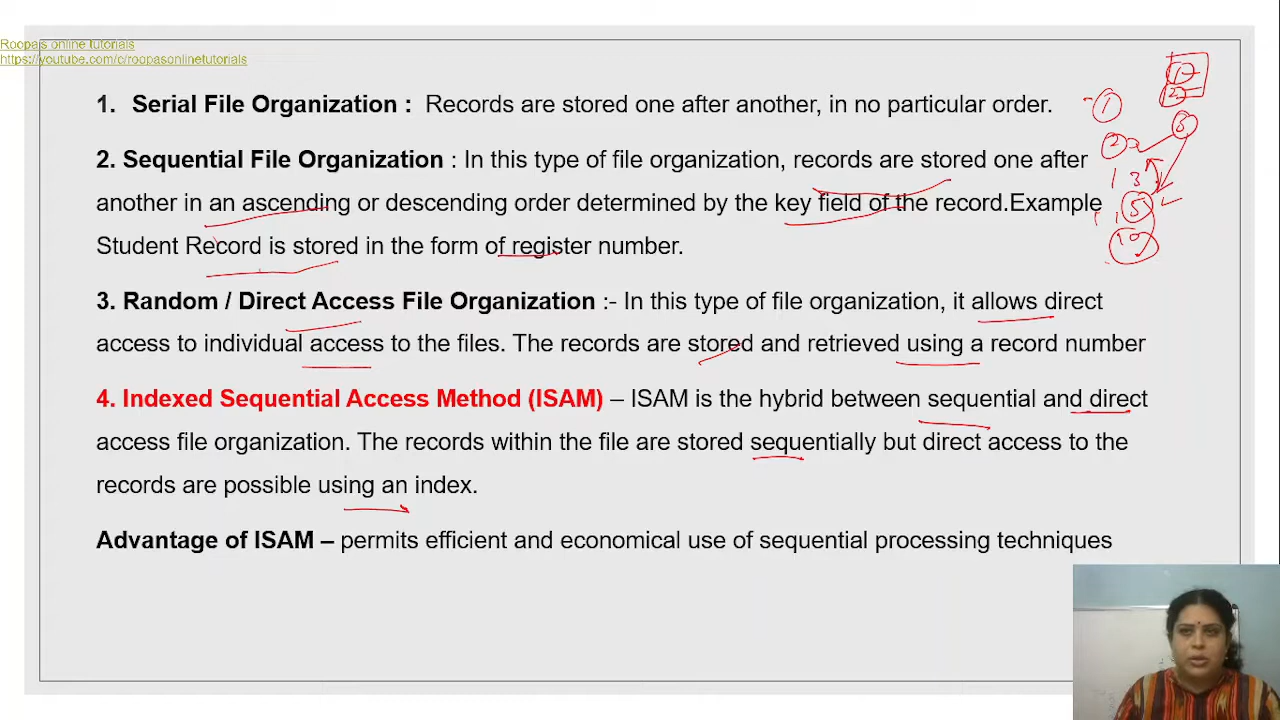 Roopa's online tutorials
https://youtube.com/c/roopasonlinetutorials
1. Serial File Organization : Records are stored one after another, in no particular order.
2. Sequential File Organization : In this type of file organization, records are stored one after
another in an ascending or descending order determined by the key field of the record.Example
Student Record is stored in the form of register number.
3. Random / Direct Access File Organization :- In this type of file organization, it allows direct
access to individual access to the files. The records are stored and retrieved using a record number
4. Indexed Sequential Access Method (ISAM) – ISAM is the hybrid between sequential and direct
access file organization. The records within the file are stored sequentially but direct access to the
records are possible using an index.
Advantage of ISAM – permits efficient and economical use of sequential processing techniques
1
2
3
5
10